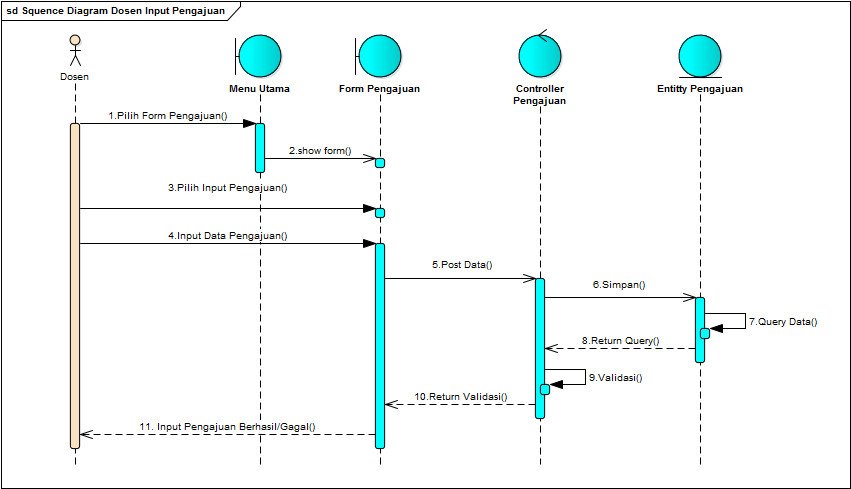 sd Squence Diagram Dosen Input Pengajuan
Dosen
Menu Utama
Form Pengajuan
Controller
Pengajuan
Entitty Pengajuan
1.Pilih Form Pengajuan()
2.show form()
3.Pilih Input Pengajuan()
4.Input Data Pengajuan()
5.Post Data()
6.Simpan()
7.Query Data()
8.Return Query()
9.Validasi()
10.Return Validasi()
11. Input Pengajuan Berhasil/Gagal()